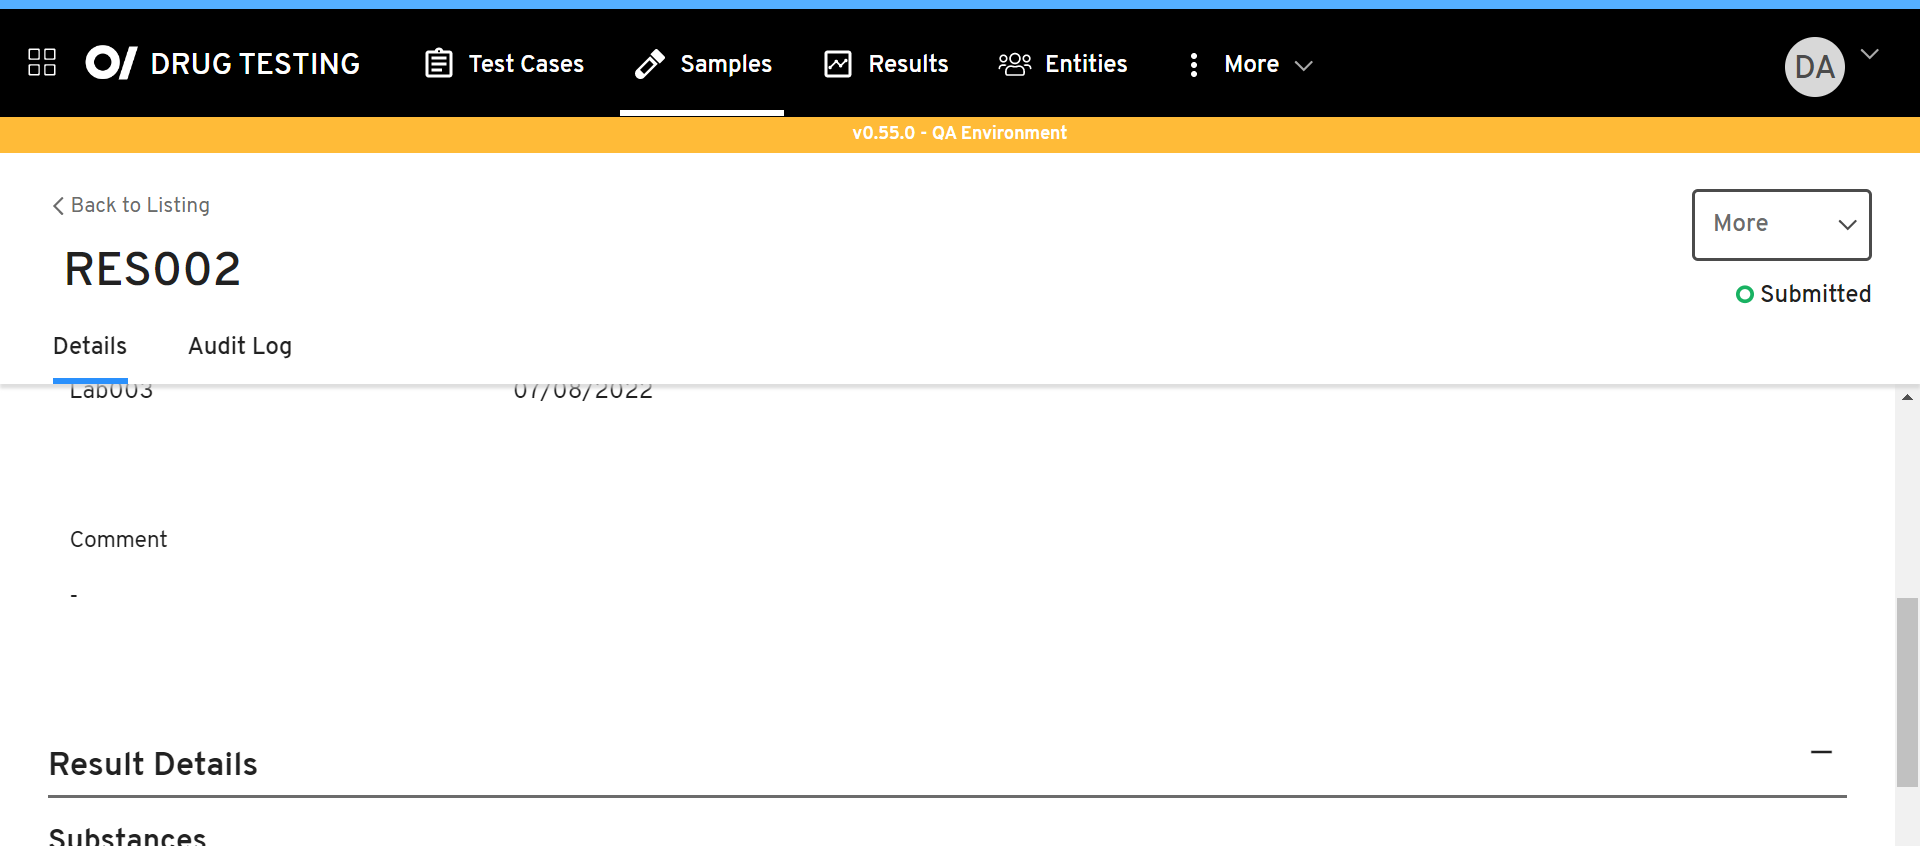 DRUG TESTING
Test Cases
Samples
Results
Entities
More
DA
v0.55.0 - QA Environment
Back to Listing
More
RES002
Submitted
Details
Audit Log
Lab003
07/08/2022
Comment
-
Result Details
Substances